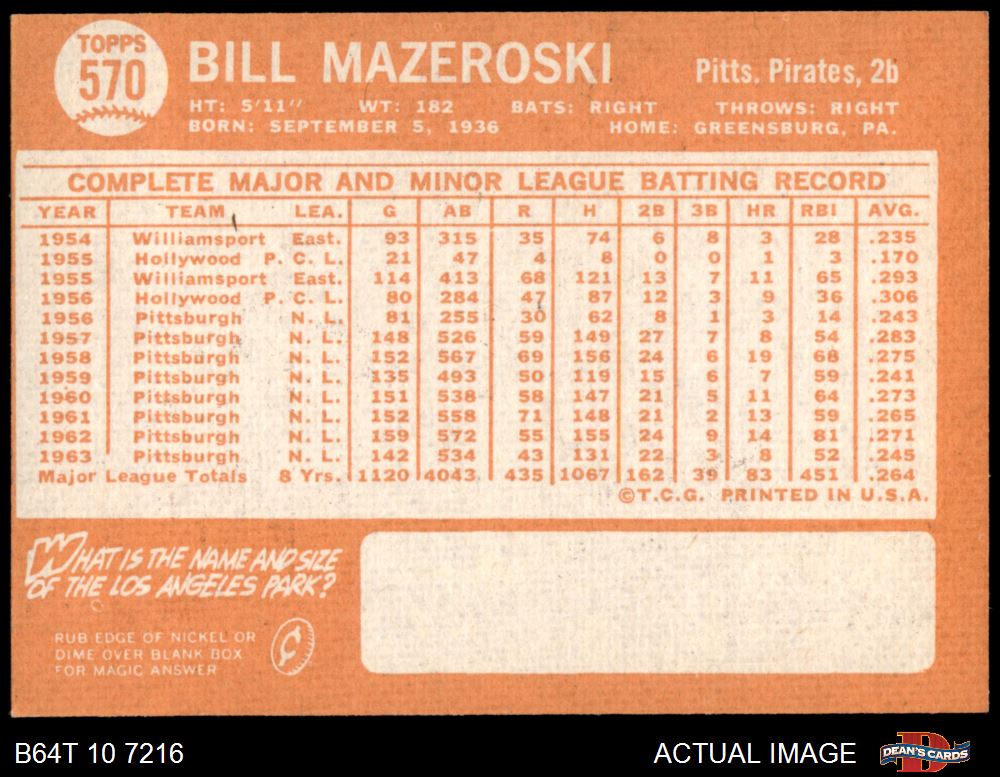 TOPPS
570
BILL MAZEROSKI
Pitts. Pirates, 2b
HT: 5'11" WT: 182 BATS: RIGHT THROWS: RIGHT
BORN: SEPTEMBER 5, 1936 HOME: GREENSBURG, PA.
COMPLETE MAJOR AND MINOR LEAGUE BATTING RECORD
YEAR TEAM LEA. G AB R H 2B 3B HR RBI AVG.
1954 Williamsport East. 93 315 35 74 6 8 3 28 .235
1955 Hollywood P. C. L. 21 47 4 8 0 0 1 3 .170
1955 Williamsport East. 114 413 68 121 13 7 11 65 .293
1956 Hollywood P. C. L. 80 284 47 87 12 3 9 36 .306
1956 Pittsburgh N. L. 81 255 30 62 8 1 3 14 .243
1957 Pittsburgh N. L. 148 526 59 149 27 7 8 54 .283
1958 Pittsburgh N. L. 152 567 69 156 24 6 19 68 .275
1959 Pittsburgh N. L. 135 493 50 119 15 6 7 59 .241
1960 Pittsburgh N. L. 151 538 58 147 21 5 11 64 .273
1961 Pittsburgh N. L. 152 558 71 148 21 2 13 59 .265
1962 Pittsburgh N. L. 159 572 55 155 24 9 14 81 .271
1963 Pittsburgh N. L. 142 534 43 131 22 3 8 52 .245
Major League Totals 8 Yrs. 1120 4043 435 1067 162 39 83 451 .264
©T.C.G. PRINTED IN U.S.A.
WHAT IS THE NAME AND SIZE
OF THE LOS ANGELES PARK?
RUB EDGE OF NICKEL OR
DIME OVER BLANK BOX
FOR MAGIC ANSWER
¢
B64T 10 7216
ACTUAL IMAGE
D
DEAN'S CARDS